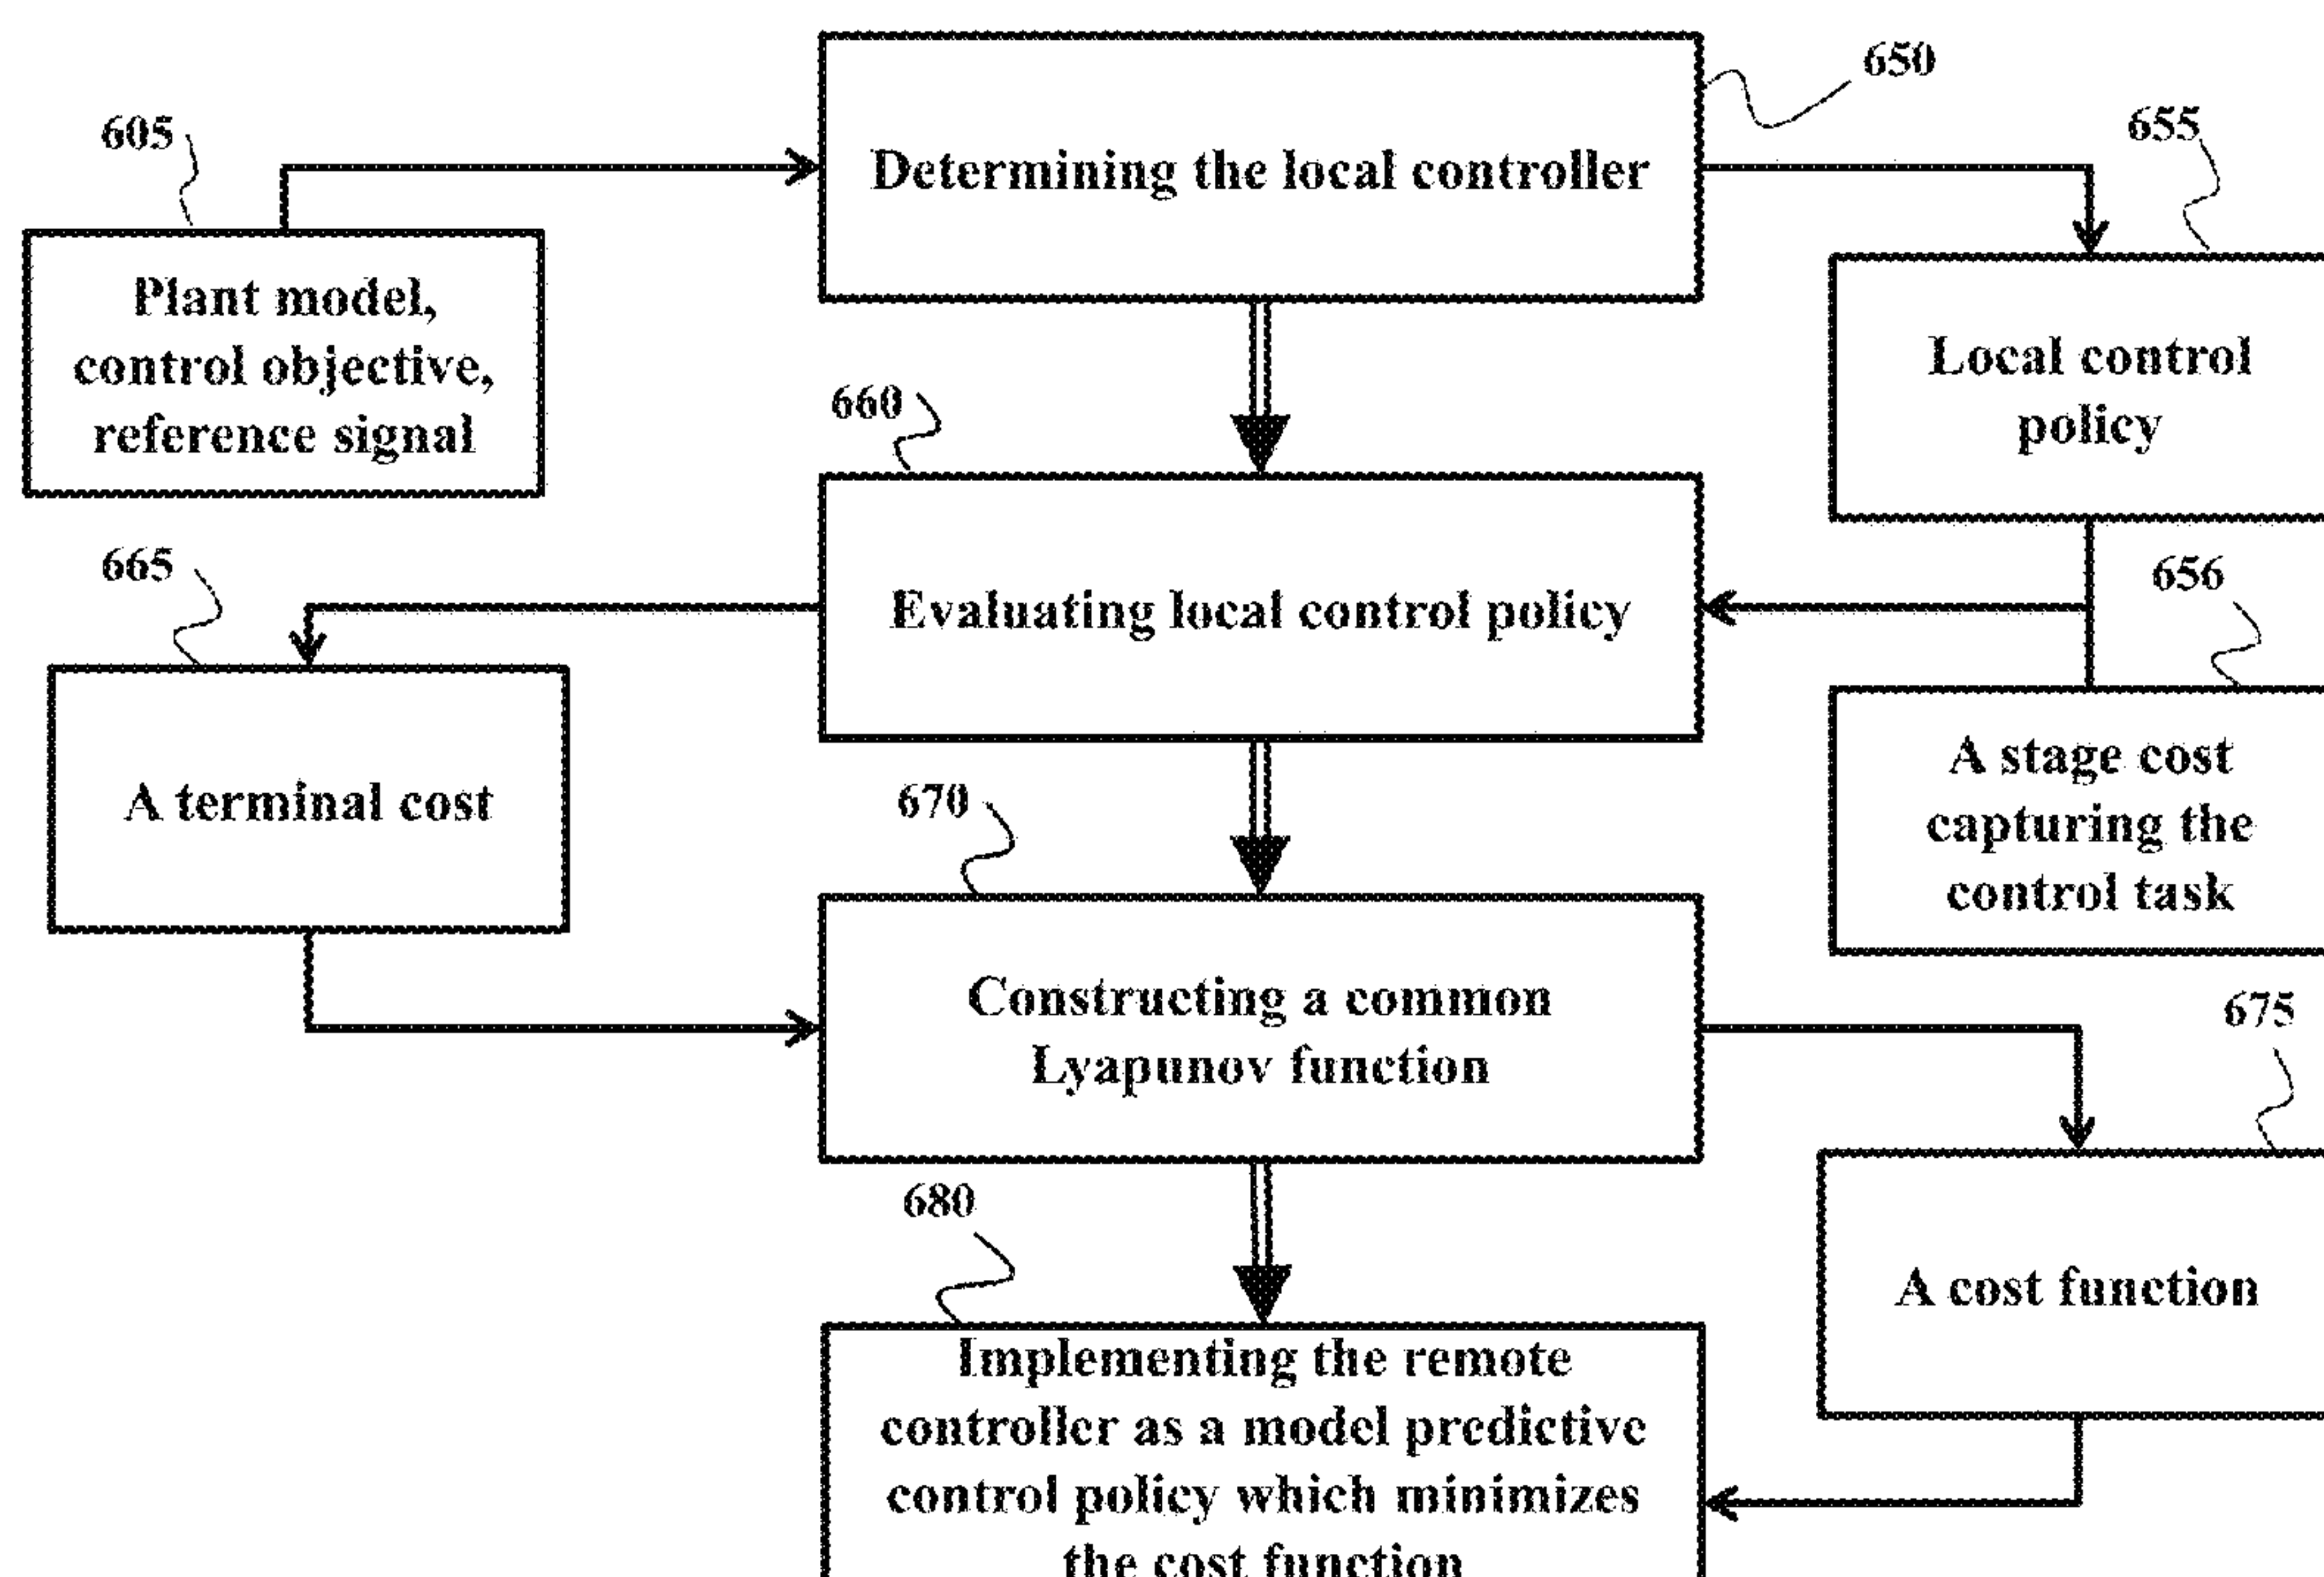 650
605
655
Determining the local controller
Plant model,
control objective,
reference signal
Local control
policy
660
665
656
Evaluating local control policy
A terminal cost
A stage cost
capturing the
control task
670
Constructing a common
Lyapunov function
675
680
A cost function
Implementing the remote
controller as a model predictive
control policy which minimizes
the cost function